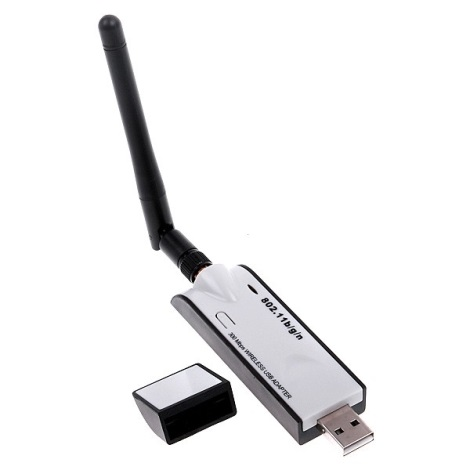 802.11b/g/n
300 Mbps WIRELESS USB ADAPTER